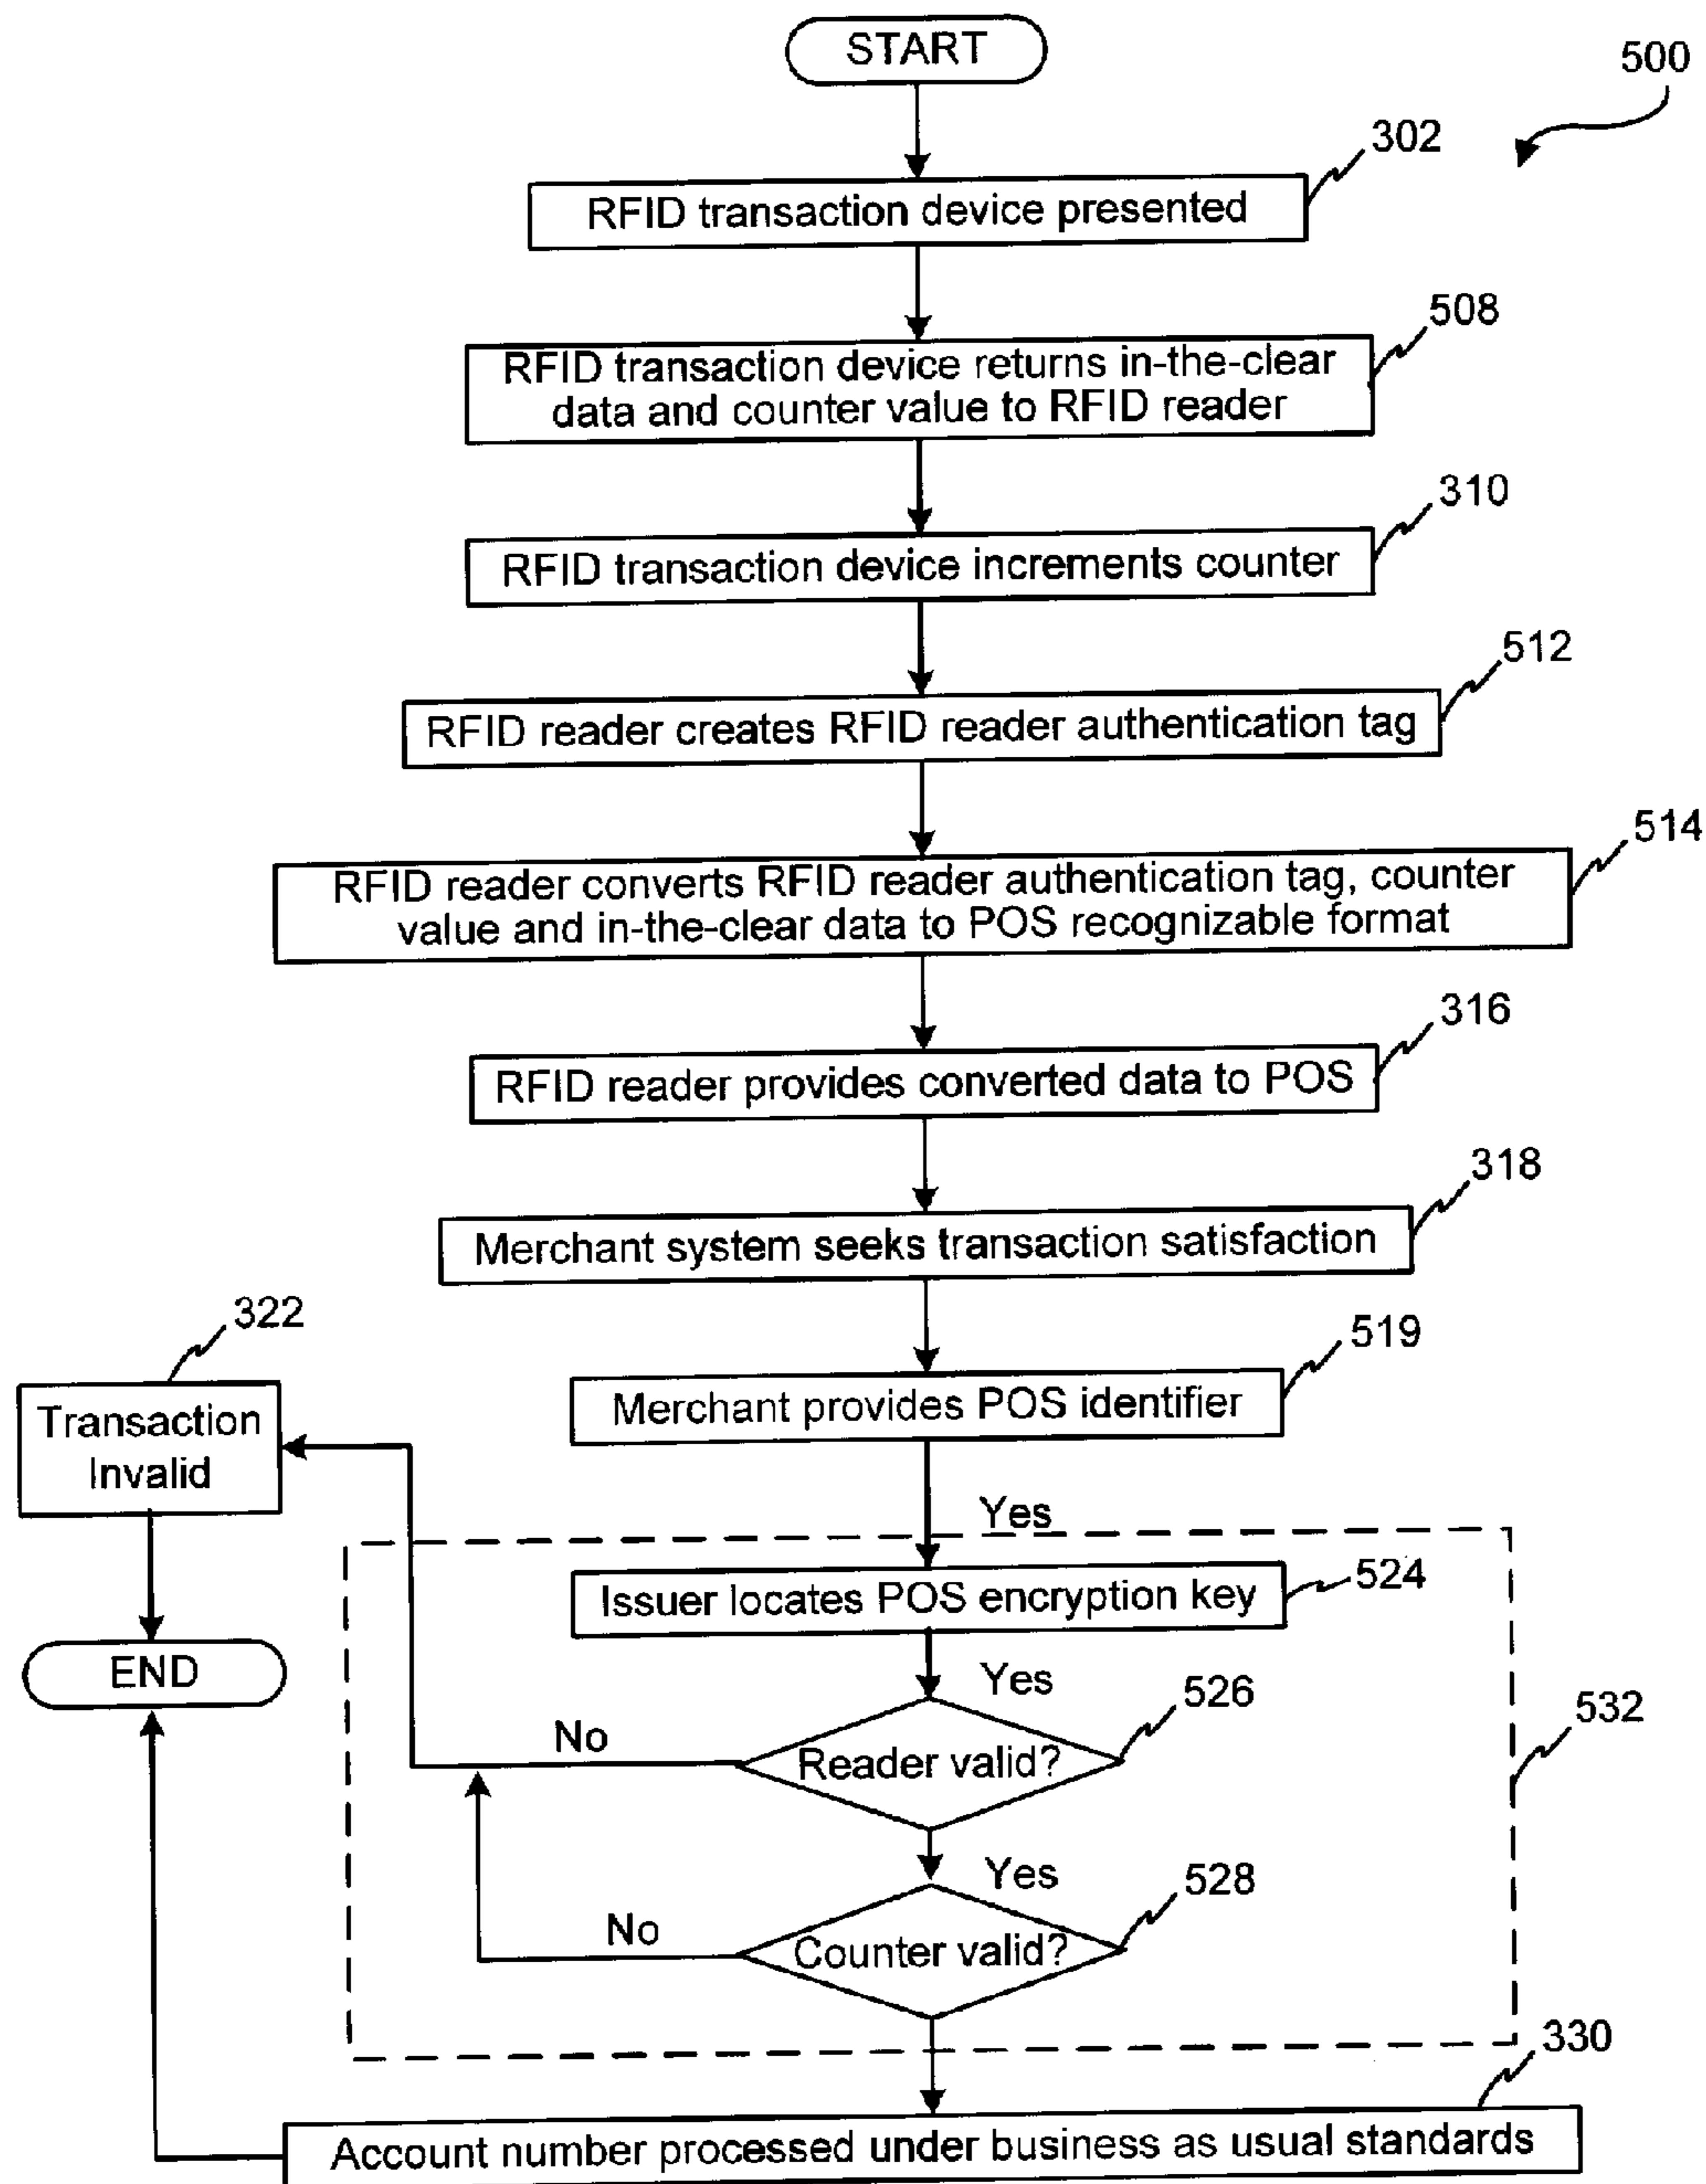 START
500
302
RFID transaction device presented
508
RFID transaction device returns in-the-clear
data and counter value to RFID reader
310
RFID transaction device increments counter
512
RFID reader creates RFID reader authentication tag
514
RFID reader converts RFID reader authentication tag, counter
value and in-the-clear data to POS recognizable format
316
RFID reader provides converted data to POS
318
Merchant system seeks transaction satisfaction
322
519
Transaction
Invalid
Merchant provides POS identifier
Yes
524
Issuer locates POS encryption key
END
Yes
526
532
No
Reader valid?
Yes
528
No
Counter valid?
330
Account number processed under business as usual standards